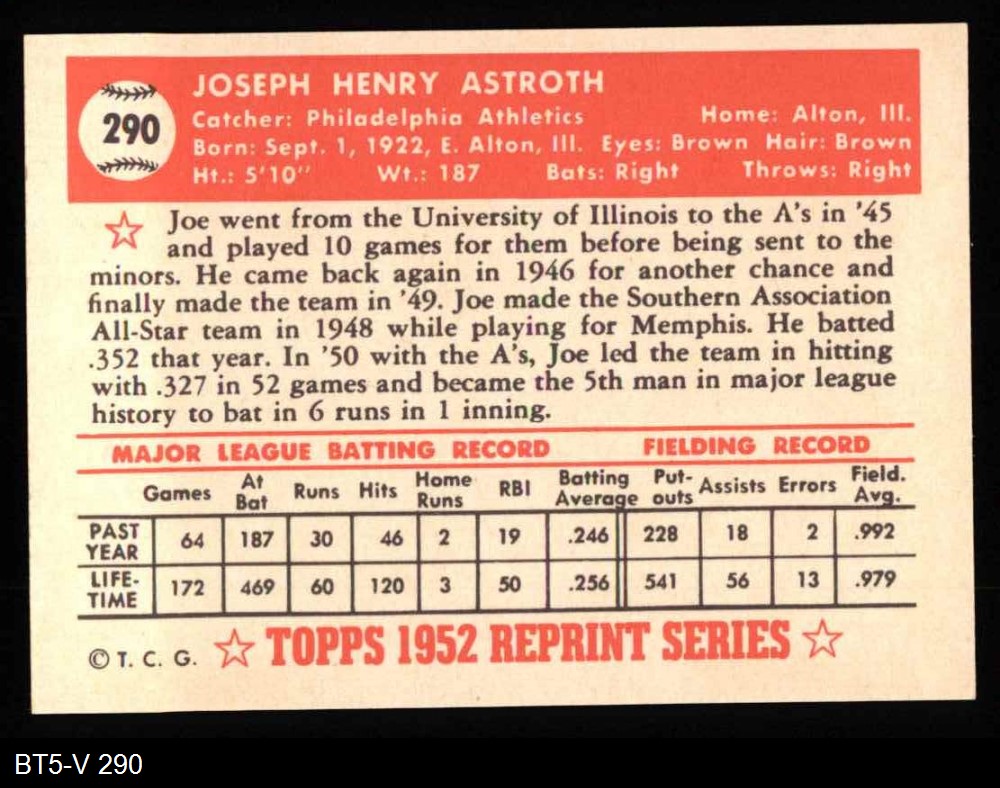 290
JOSEPH HENRY ASTROTH
Catcher: Philadelphia Athletics Home: Alton, Ill.
Born: Sept. 1, 1922, E. Alton, Ill. Eyes: Brown Hair: Brown
Ht.: 5'10" Wt.: 187 Bats: Right Throws: Right
Joe went from the University of Illinois to the A's in '45
and played 10 games for them before being sent to the
minors. He came back again in 1946 for another chance and
finally made the team in '49. Joe made the Southern Association
All-Star team in 1948 while playing for Memphis. He batted
.352 that year. In '50 with the A's, Joe led the team in hitting
with .327 in 52 games and became the 5th man in major league
history to bat in 6 runs in 1 inning.
MAJOR LEAGUE BATTING RECORD FIELDING RECORD
Games At Bat Runs Hits Home Runs RBI Batting Average Put-outs Assists Errors Field. Avg.
PAST YEAR 64 187 30 46 2 19 .246 228 18 2 .992
LIFE-TIME 172 469 60 120 3 50 .256 541 56 13 .979
© T. C. G. ☆ TOPPS 1952 REPRINT SERIES ☆
BT5-V 290